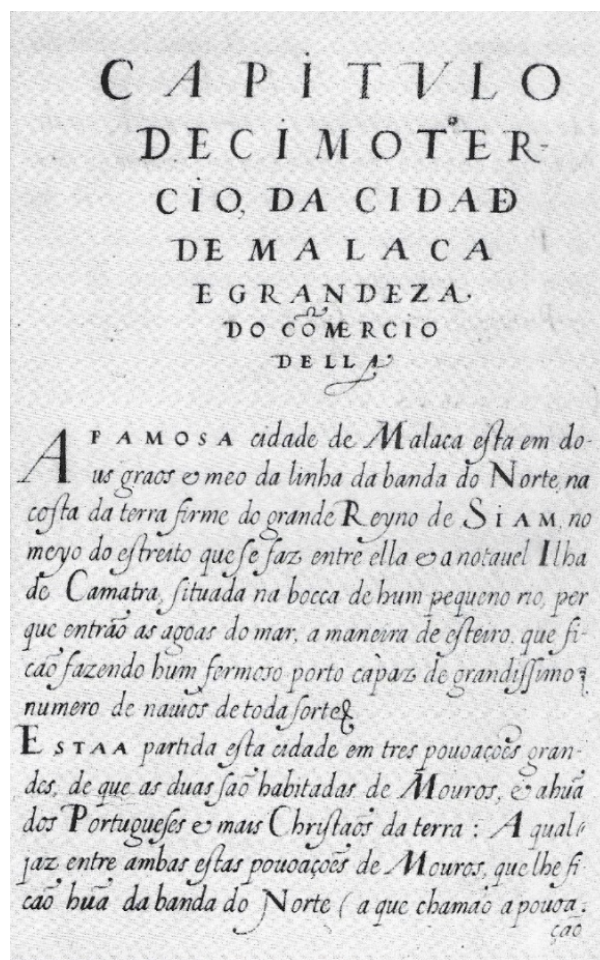 CAPITVLO
DECIMOTER-
CIO, DA CIDADE
DE MALACA
E GRANDEZA
DO COMERCIO
DELLA
A FAMOSA cidade de Malaca eſta em do-
us graos & meo da linha da banda do Norte, na
coſta da terra firme do grande Reyno de SIAM, no
meyo do eſtreito que ſe faz entre ella & a notauel Ilha
de Camatra, ſituada na bocca de hum pequeno rio, per
que entrão as agoas do mar, a maneira de eſteiro, que fi-
cão fazendo hum fermoso porto capaz de grandiſſimo
numero de nauios de toda ſorte
ESTAA partida eſta cidade em tres pouoações gran-
des, de que as duas ſaõ habitadas de Mouros, & a huã
dos Portugueſes & mais Chriſtaõs da terra : A qual
jaz entre ambas eſtas pouoações de Mouros, que lhe fi
caõ huã da banda do Norte ( a que chamão a pouoa-
çaõ